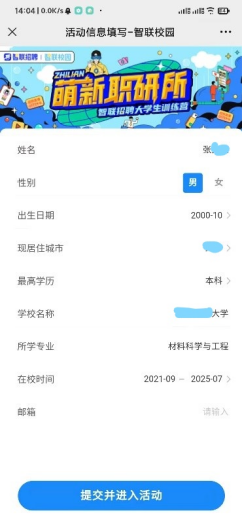 14:04 | 0.0K/s
活动信息填写-智联校园
智联招聘 | 智联校园
ZHILIAN
萌新职研所
智联招聘大学生训练营
姓名 张
性别 男 女
出生日期 2000-10 >
现居住城市 >
最高学历 本科 >
学校名称 大学
所学专业 材料科学与工程
在校时间 2021-09 — 2025-07 >
邮箱 请输入
提交并进入活动